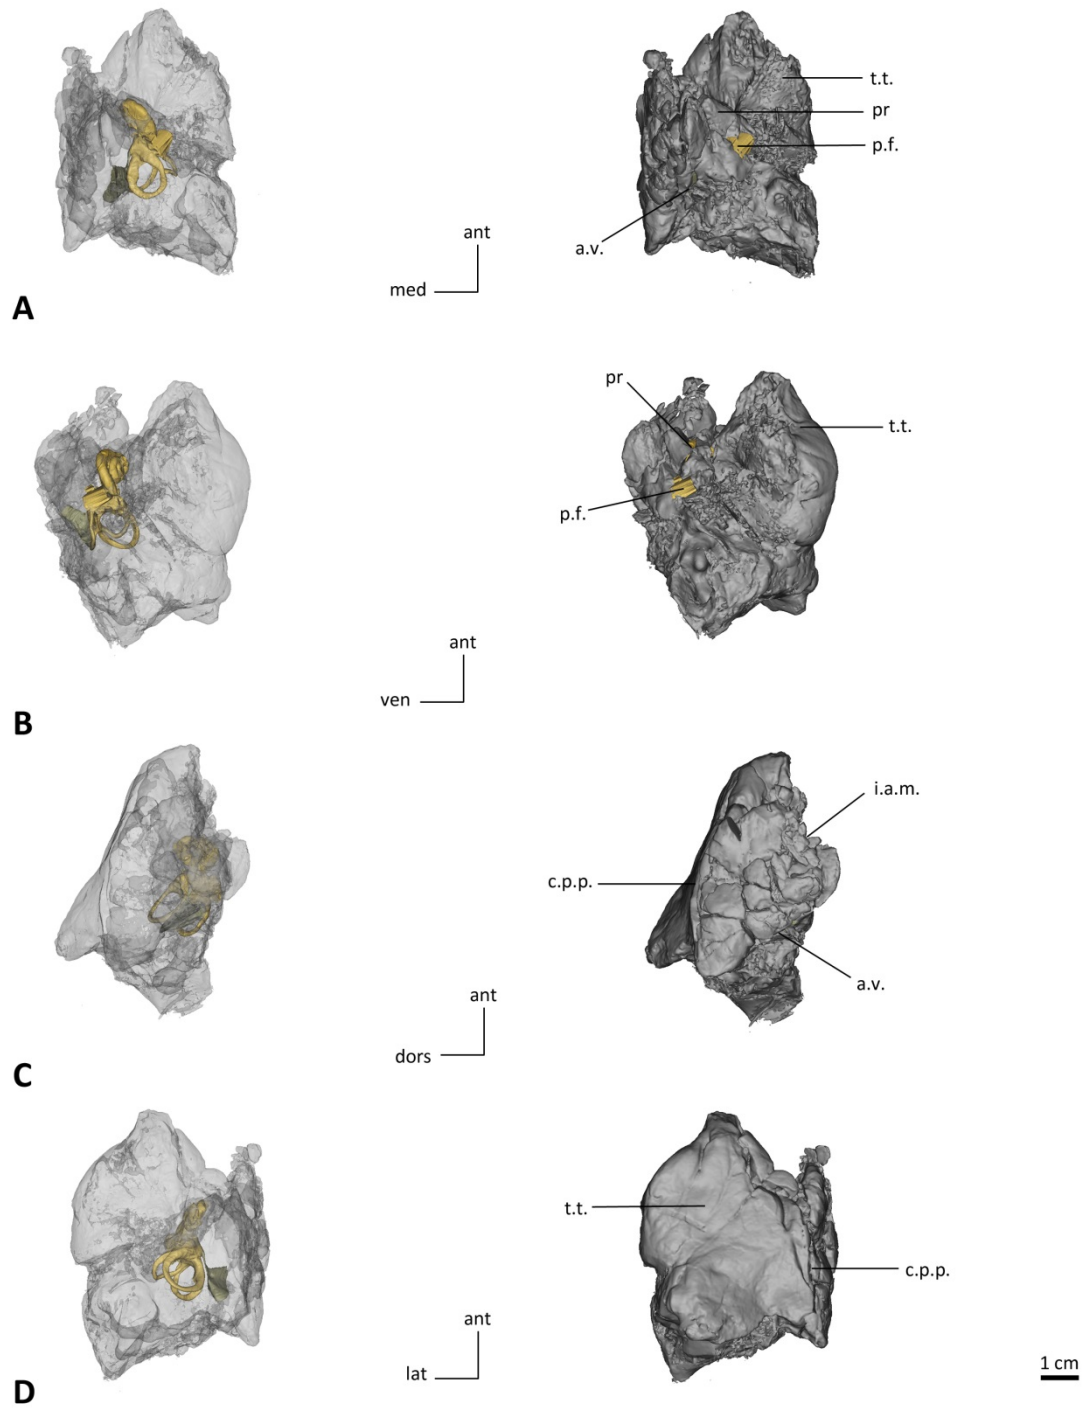 t.t.
pr
p.f.
a.v.
ant
med
A
pr
t.t.
p.f.
ant
ven
B
i.a.m.
c.p.p.
a.v.
ant
dors
C
t.t.
c.p.p.
ant
lat
1 cm
D